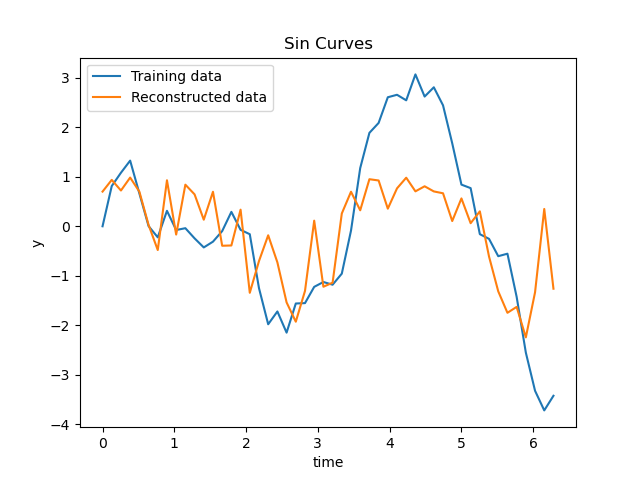 Sin Curves
Training data
Reconstructed data
y
3
2
1
0
−1
−2
−3
−4
0 1 2 3 4 5 6
time